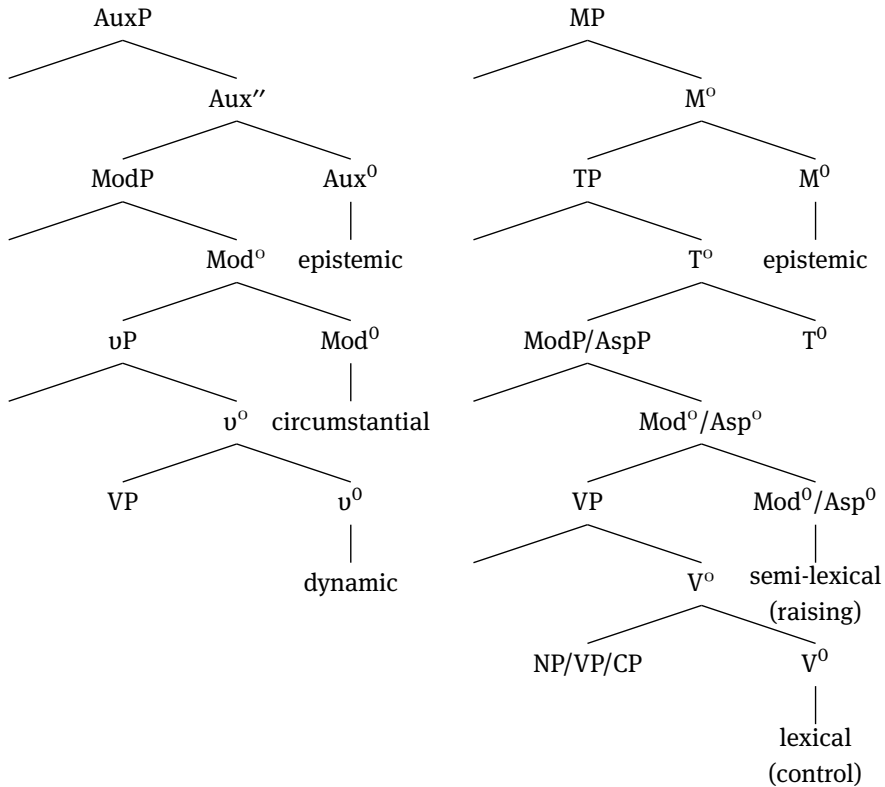 AuxP MP
Aux′′ M°
ModP Aux⁰ TP M⁰
Mod° epistemic T° epistemic
υP Mod⁰ ModP/AspP T⁰
υ° circumstantial Mod°/Asp°
VP υ⁰ VP Mod⁰/Asp⁰
dynamic V° semi-lexical
(raising)
NP/VP/CP V⁰
lexical
(control)